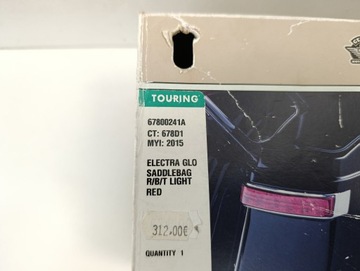 TOURING
67800241A
CT: 678D1
MYI: 2015
ELECTRA GLO
SADDLEBAG
R/B/T LIGHT
RED
312,00€
QUANTITY 1